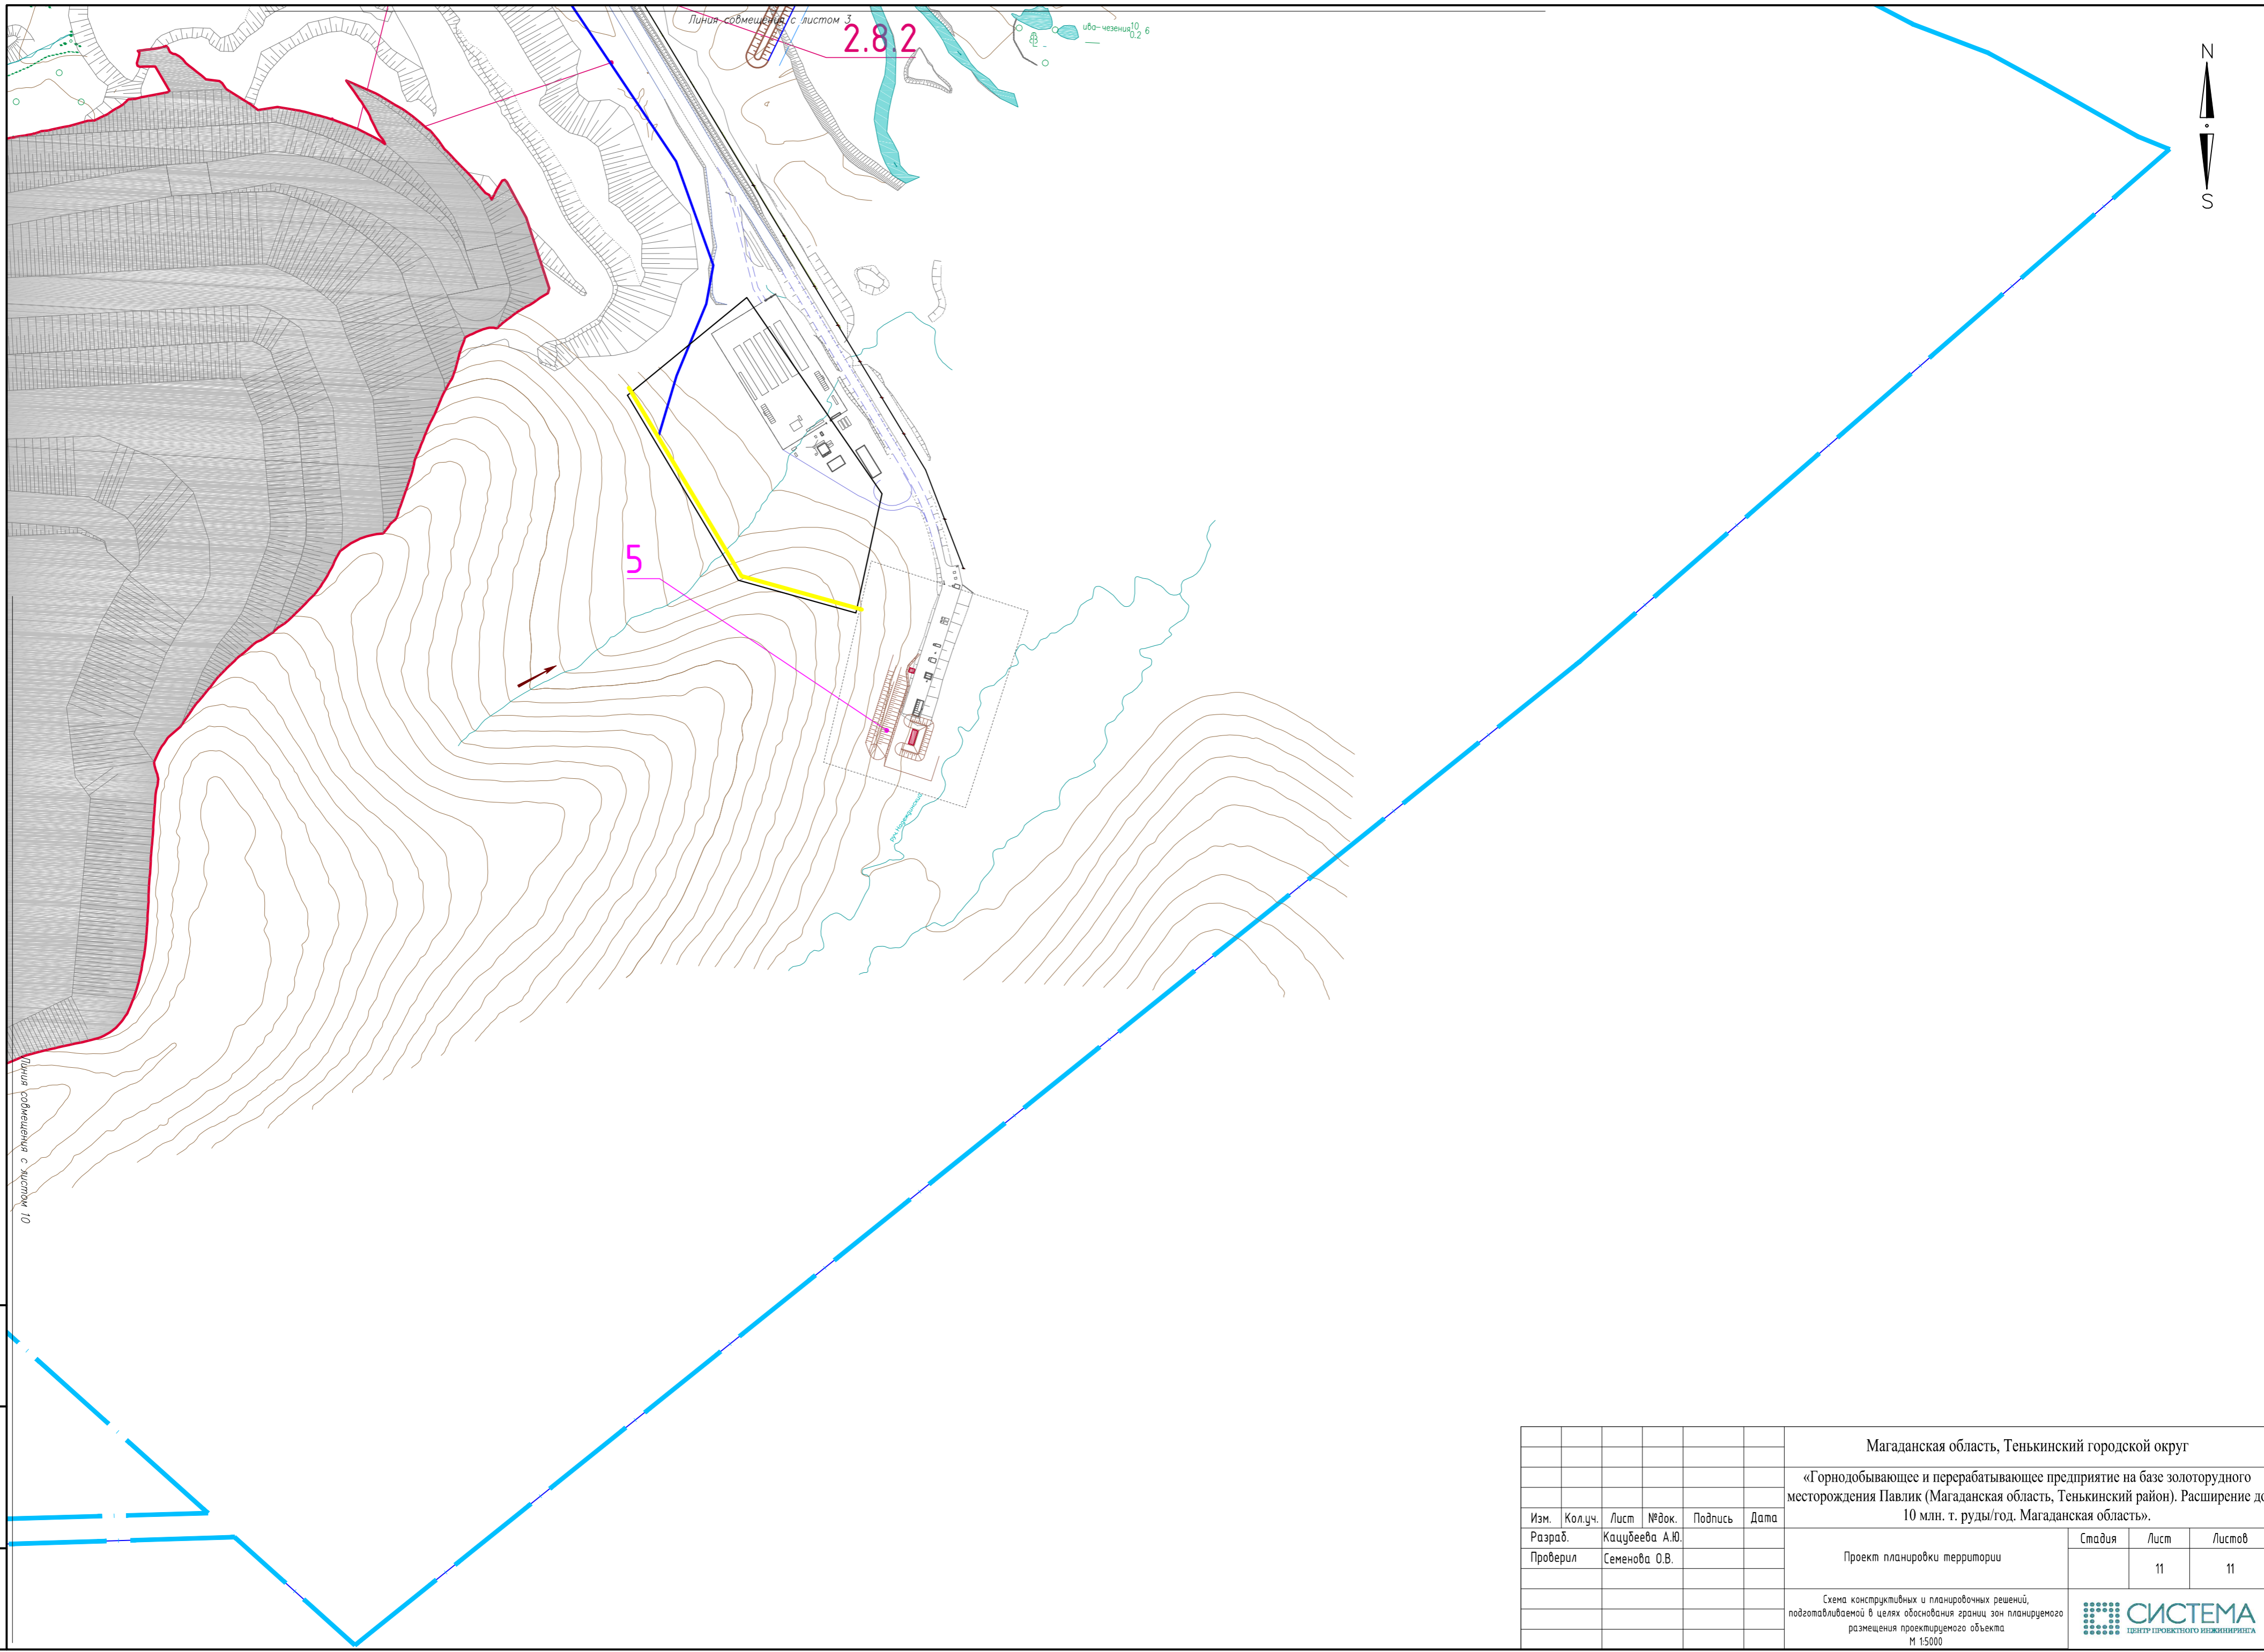 Линия совмещения с листом 3
2.8.2
ива-чезения 10 6
0.2
N
S
5
Линия совмещения с листом 10
Магаданская область, Тенькинский городской округ
«Горнодобывающее и перерабатывающее предприятие на базе золоторудного
месторождения Павлик (Магаданская область, Тенькинский район). Расширение до
10 млн. т. руды/год. Магаданская область».
Изм. Кол.уч. Лист №док. Подпись Дата
Разраб. Кацубеева А.Ю.
Проверил Семенова О.В.
Проект планировки территории
Стадия Лист Листов
11 11
Схема конструктивных и планировочных решений,
подготавливаемой в целях обоснования границ зон планируемого
размещения проектируемого объекта
М 1:5000
СИСТЕМА
ЦЕНТР ПРОЕКТНОГО ИНЖИНИРИНГА